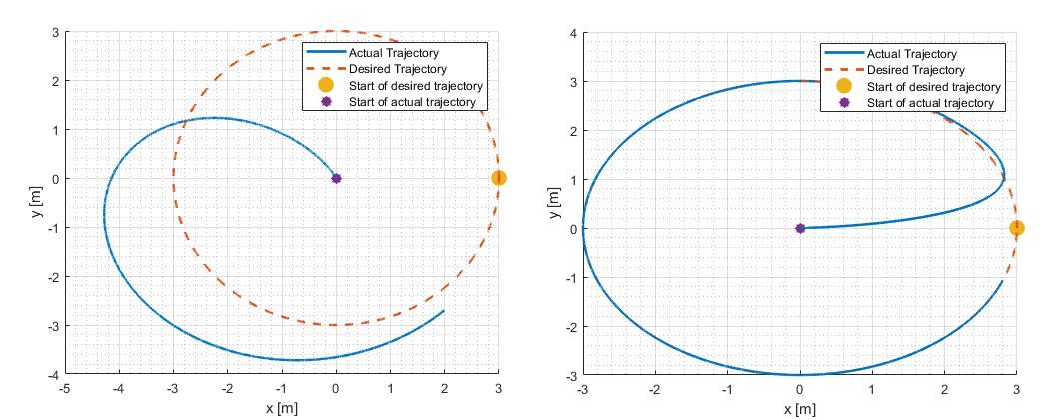 3
2
1
0
-1
-2
-3
-4
-5
-4
-3
-2
-1
0
1
2
3
y [m]
x [m]
Actual Trajectory
Desired Trajectory
Start of desired trajectory
Start of actual trajectory
4
3
2
1
0
-1
-2
-3
-3
-2
-1
0
1
2
3
y [m]
x [m]
Actual Trajectory
Desired Trajectory
Start of desired trajectory
Start of actual trajectory